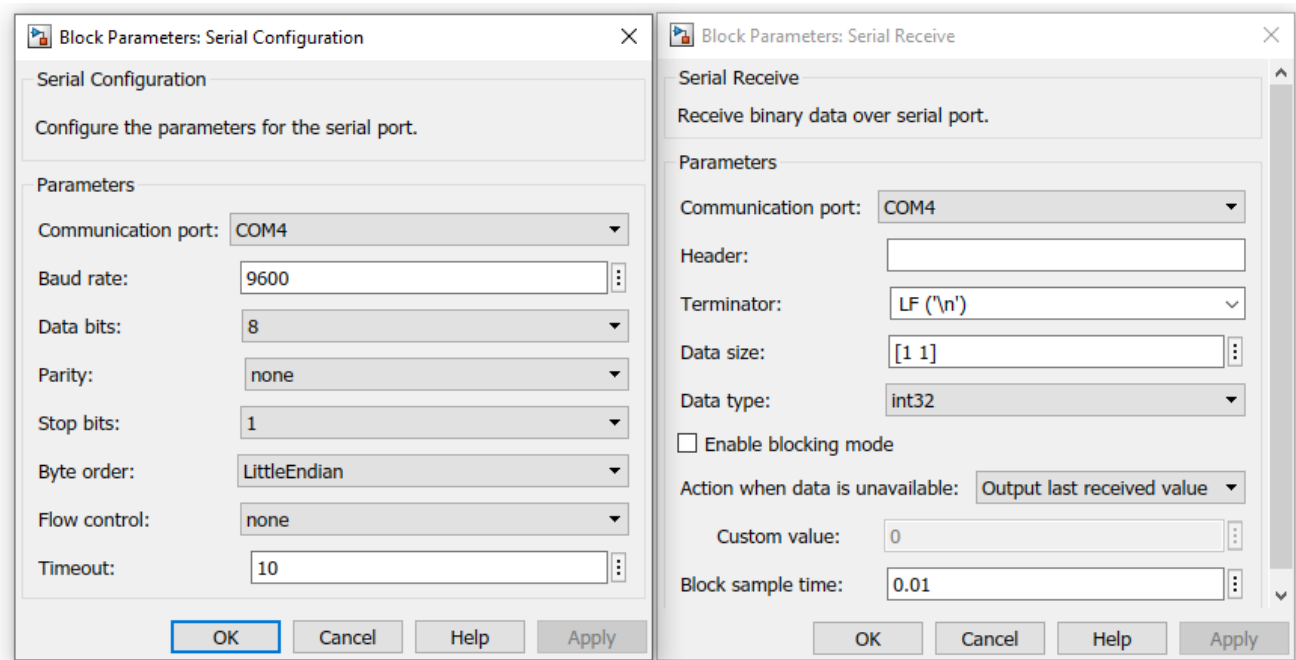 Block Parameters: Serial Configuration
Serial Configuration
Configure the parameters for the serial port.
Parameters
Communication port: COM4
Baud rate: 9600
Data bits: 8
Parity: none
Stop bits: 1
Byte order: LittleEndian
Flow control: none
Timeout: 10
OK Cancel Help Apply
Block Parameters: Serial Receive
Serial Receive
Receive binary data over serial port.
Parameters
Communication port: COM4
Header:
Terminator: LF ('\n')
Data size: [1 1]
Data type: int32
Enable blocking mode
Action when data is unavailable: Output last received value
Custom value: 0
Block sample time: 0.01
OK Cancel Help Apply